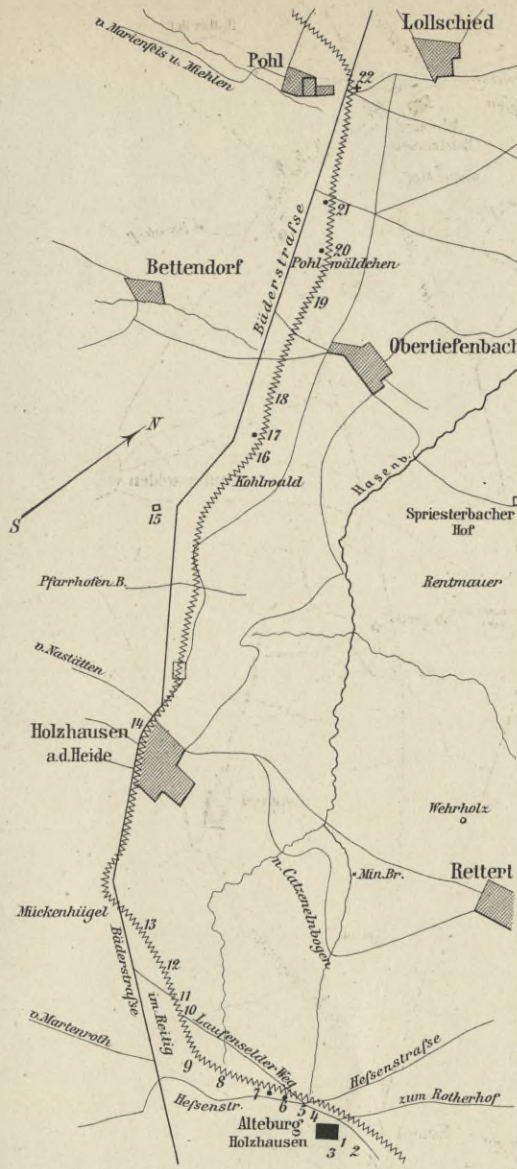 Lollschied
v. Marienfels u. Miehlen
Pohl
22
Bäderstraſse
21
20
Pohl wäldchen
Bettendorf
19
Obertiefenbach
18
17
16
N
Kohlwald
Hasenb.
15
S
Spriesterbacher
Hof
Pfarrhofen B.
Rentmauer
v. Nastätten
14
Holzhausen
a.d. Heide
Wehrholz
Min. Br.
Rettert
n. Catzenelnbogen
Mückenhügel
13
Bäderstraſse
12
11
im Reitig
10
Laufenselder Weg
v. Martenroth
9
8
Heſsenstraſse
7
6
5
4
zum Rotherhof
Heſsenstr.
Alteburg
Holzhausen
1
2
3